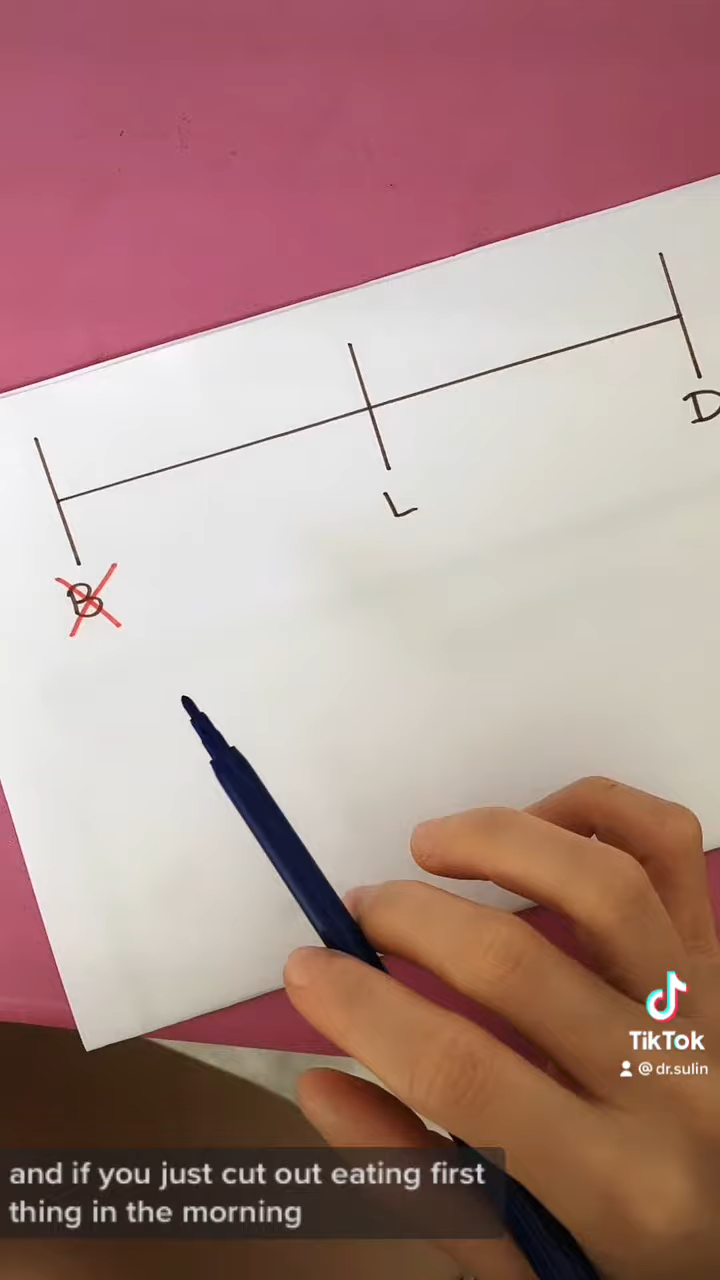 D
L
B
TikTok
@dr.sulin
and if you just cut out eating first
thing in the morning